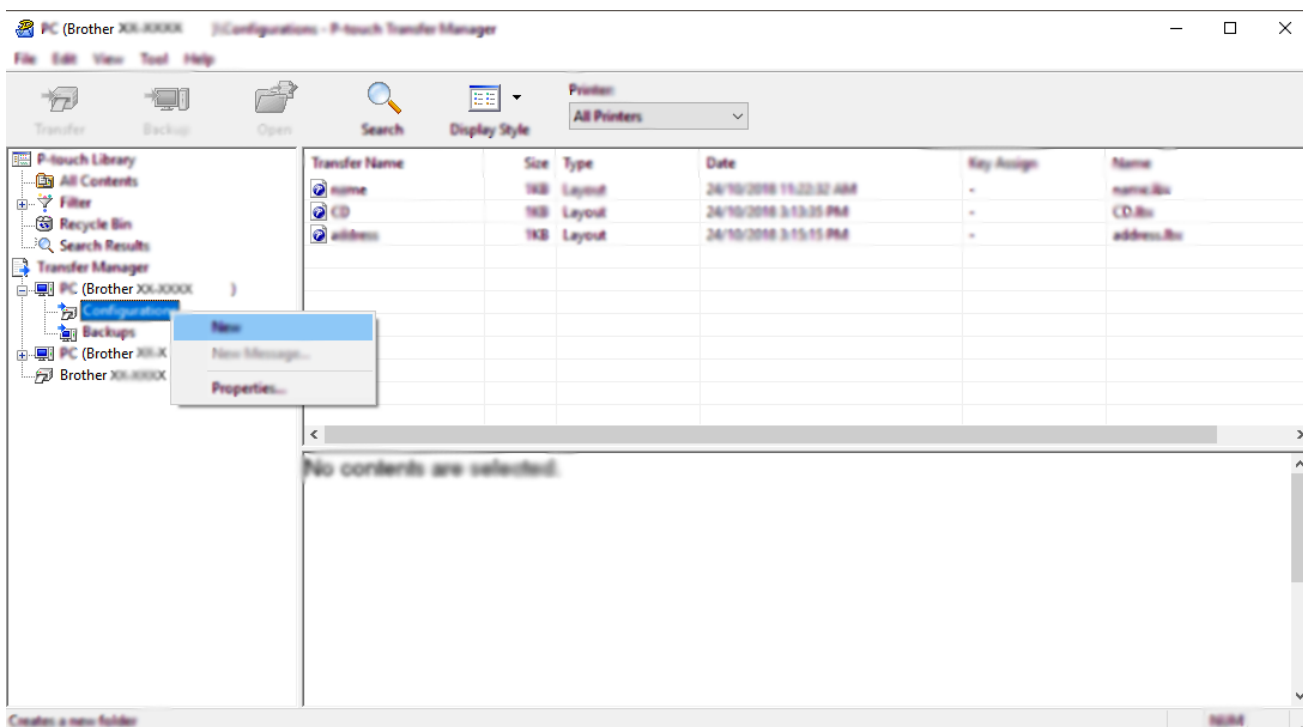 PC (Brother XX-XXXX )\Configurations - P-touch Transfer Manager
File Edit View Tool Help
Transfer Backup Open Search Display Style
Printer:
All Printers
P-touch Library
All Contents
Filter
Recycle Bin
Search Results
Transfer Manager
PC (Brother XX-XXXX )
Configurations
Backups
PC (Brother XX-X
Brother XX-XXXX
New
New Message...
Properties...
Transfer Name Size Type Date Key Assign Name
name 1KB Layout 24/10/2018 11:22:32 AM - name.lbx
CD 1KB Layout 24/10/2018 3:13:35 PM - CD.lbx
address 1KB Layout 24/10/2018 3:15:15 PM - address.lbx
No contents are selected.
Creates a new folder
NUM